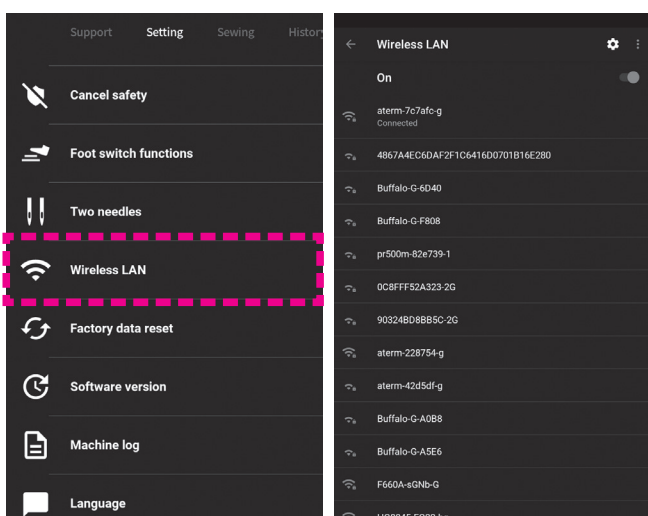 Support Setting Sewing History
Cancel safety
Foot switch functions
Two needles
Wireless LAN
Factory data reset
Software version
Machine log
Language
Wireless LAN
On
aterm-7c7afc-g
Connected
4867A4EC6DAF2F1C6416D0701B16E280
Buffalo-G-6D40
Buffalo-G-F808
pr500m-82e739-1
0C8FFF52A323-2G
90324BD8BB5C-2G
aterm-228754-g
aterm-42d5df-g
Buffalo-G-A0B8
Buffalo-G-A5E6
F660A-sGNb-G